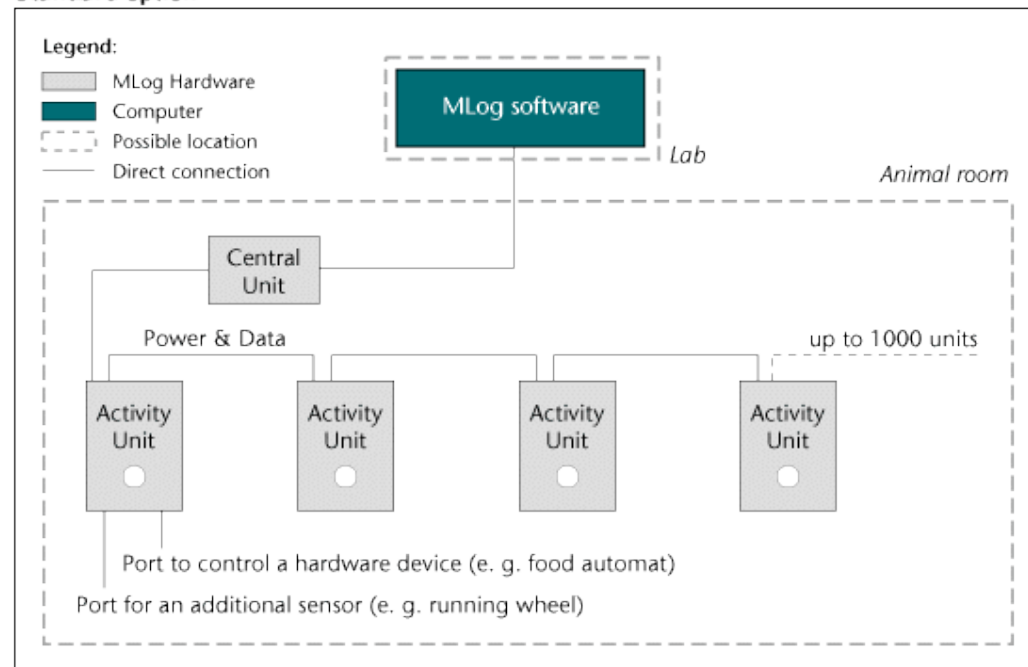 Legend:
MLog Hardware
Computer
Possible location
Direct connection
MLog software
Lab
Animal room
Central
Unit
Power & Data
up to 1000 units
Activity
Unit
Activity
Unit
Activity
Unit
Activity
Unit
Port to control a hardware device (e. g. food automat)
Port for an additional sensor (e. g. running wheel)